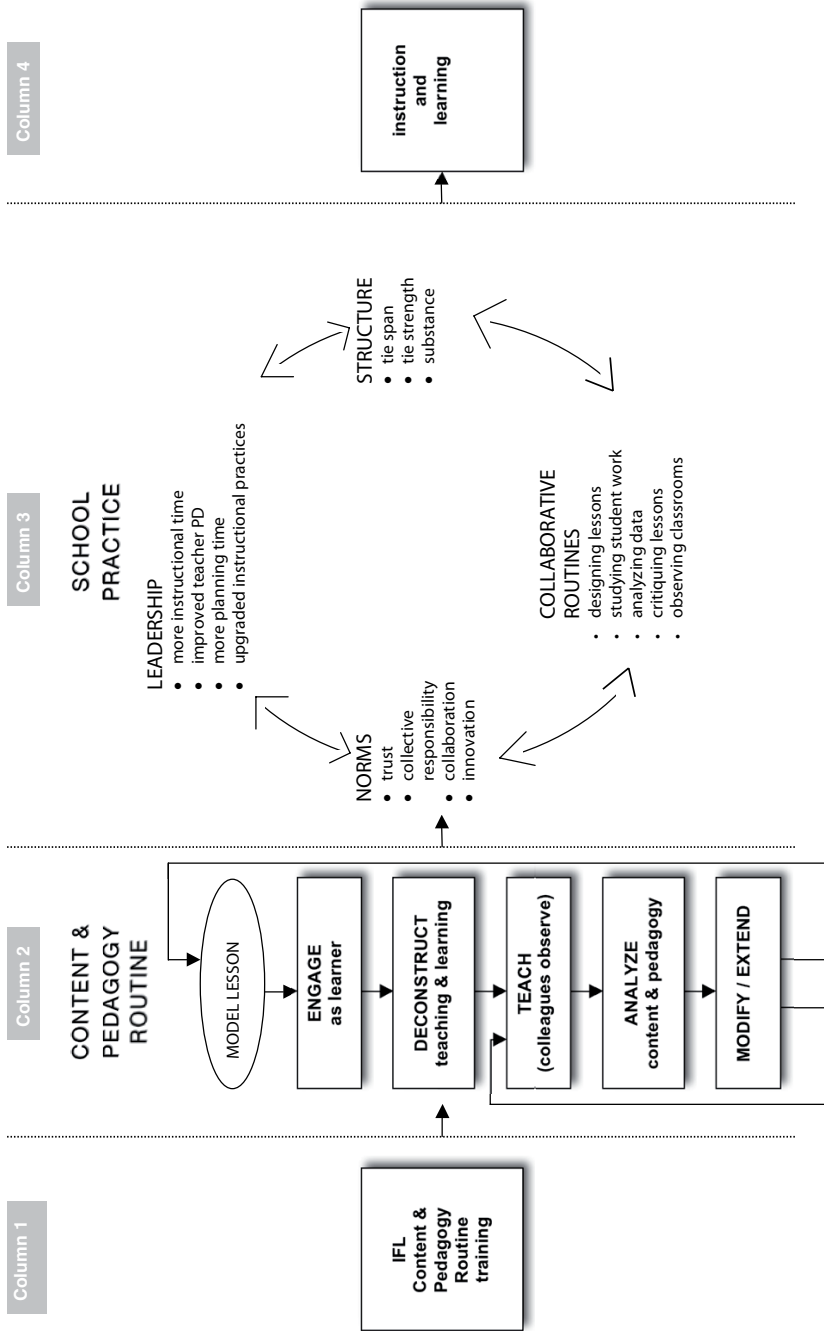 Column 1
IFL
Content &
Pedagogy
Routine
training
Column 2
CONTENT &
PEDAGOGY
ROUTINE
MODEL LESSON
ENGAGE
as learner
DECONSTRUCT
teaching & learning
TEACH
(colleagues observe)
ANALYZE
content & pedagogy
MODIFY / EXTEND
Column 3
SCHOOL
PRACTICE
LEADERSHIP
• more instructional time
• improved teacher PD
• more planning time
• upgraded instructional practices
NORMS
• trust
• collective
responsibility
• collaboration
• innovation
STRUCTURE
• tie span
• tie strength
• substance
COLLABORATIVE
ROUTINES
• designing lessons
• studying student work
• analyzing data
• critiquing lessons
• observing classrooms
Column 4
instruction
and
learning